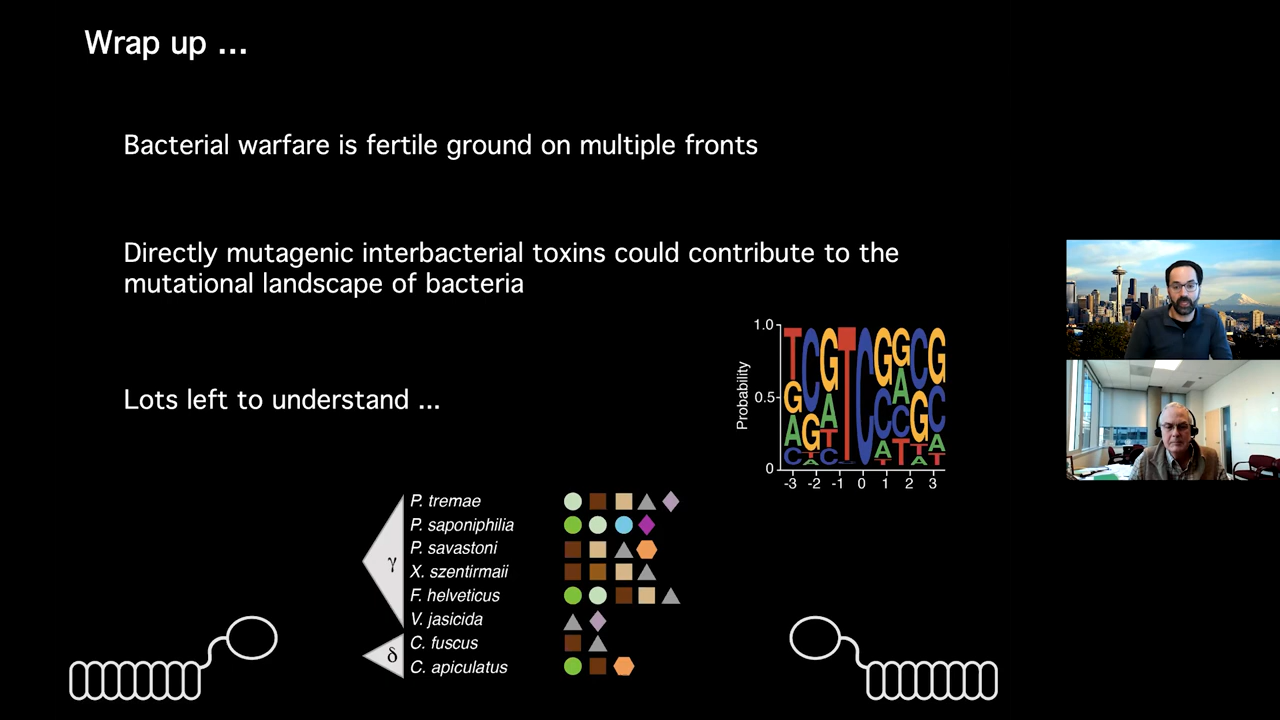 Wrap up ...
Bacterial warfare is fertile ground on multiple fronts
Directly mutagenic interbacterial toxins could contribute to the
mutational landscape of bacteria
Lots left to understand ...
Probability
1.0
0.5
0
T C G T C G G C G
G A A C
G A C C G C
A G T A C T A
C T A C T T A T
-3 -2 -1 0 1 2 3
γ
P. tremae
P. saponiphilia
P. savastoni
X. szentirmaii
F. helveticus
V. jasicida
δ
C. fuscus
C. apiculatus